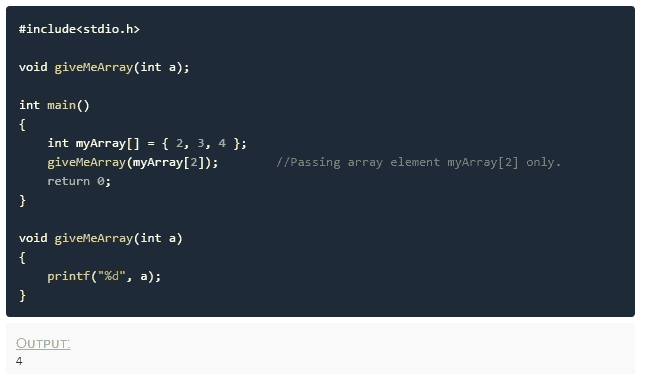 #include<stdio.h>
void giveMeArray(int a);
int main()
{
int myArray[] = { 2, 3, 4 };
giveMeArray(myArray[2]); //Passing array element myArray[2] only.
return 0;
}
void giveMeArray(int a)
{
printf("%d", a);
}
OUTPUT:
4